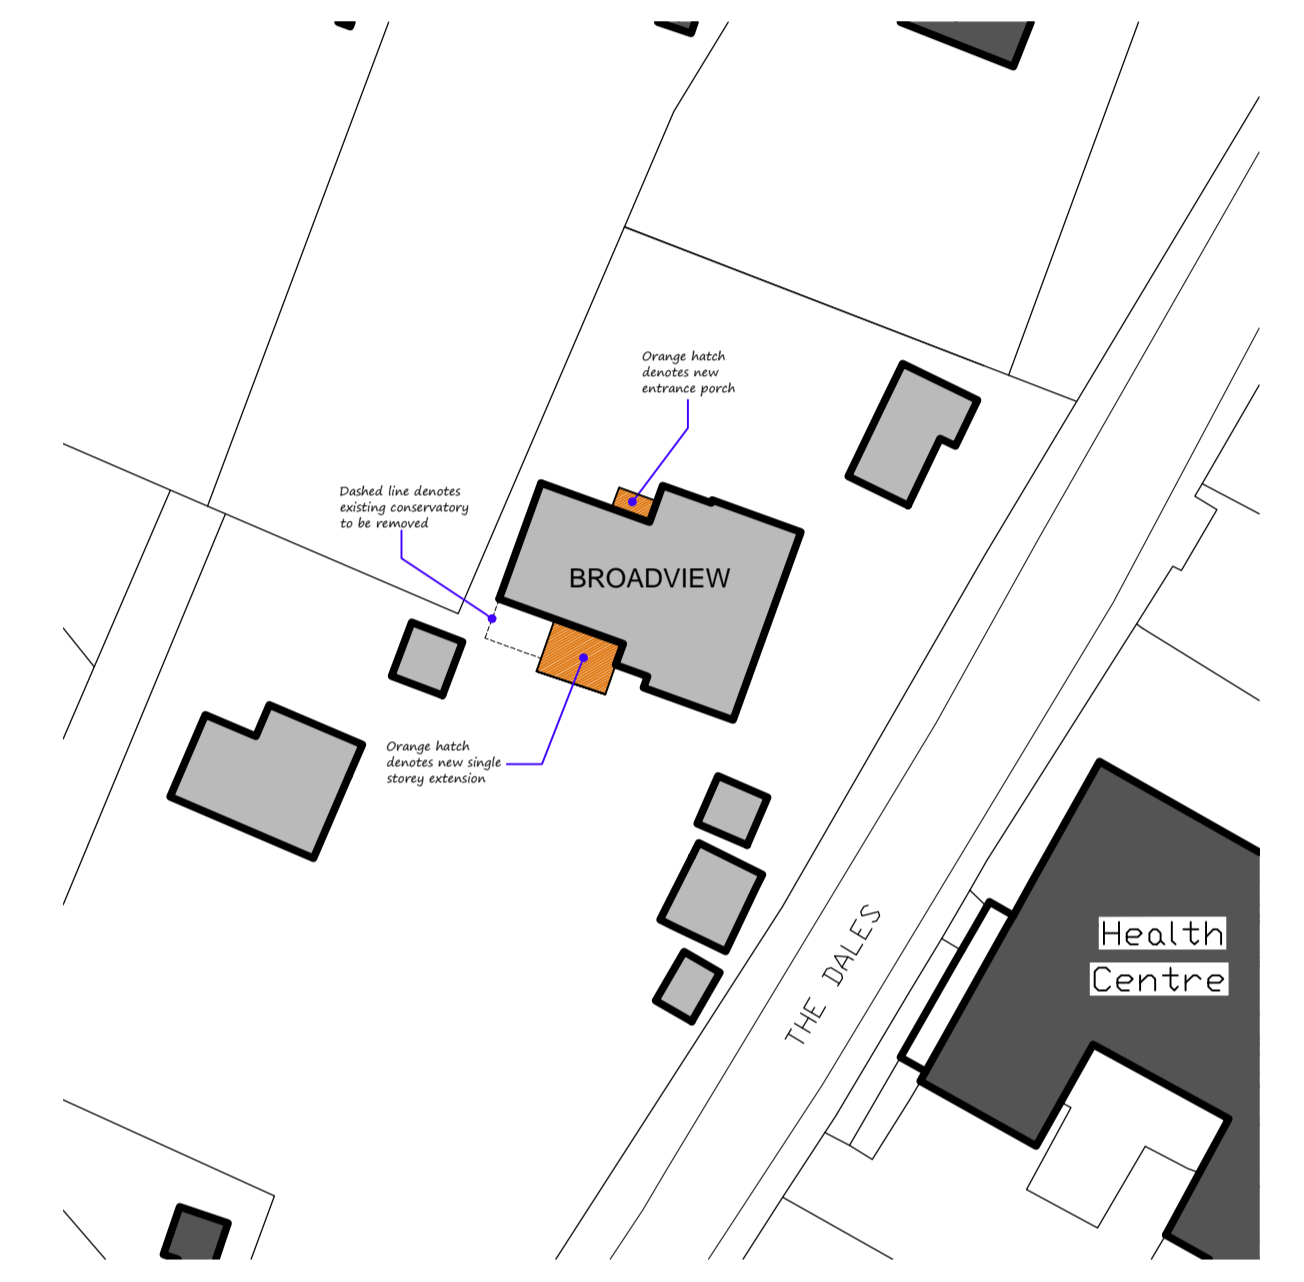 Orange hatch
denotes new
entrance porch
Dashed line denotes
existing conservatory
to be removed
BROADVIEW
Orange hatch
denotes new single
storey extension
THE DALES
Health
Centre